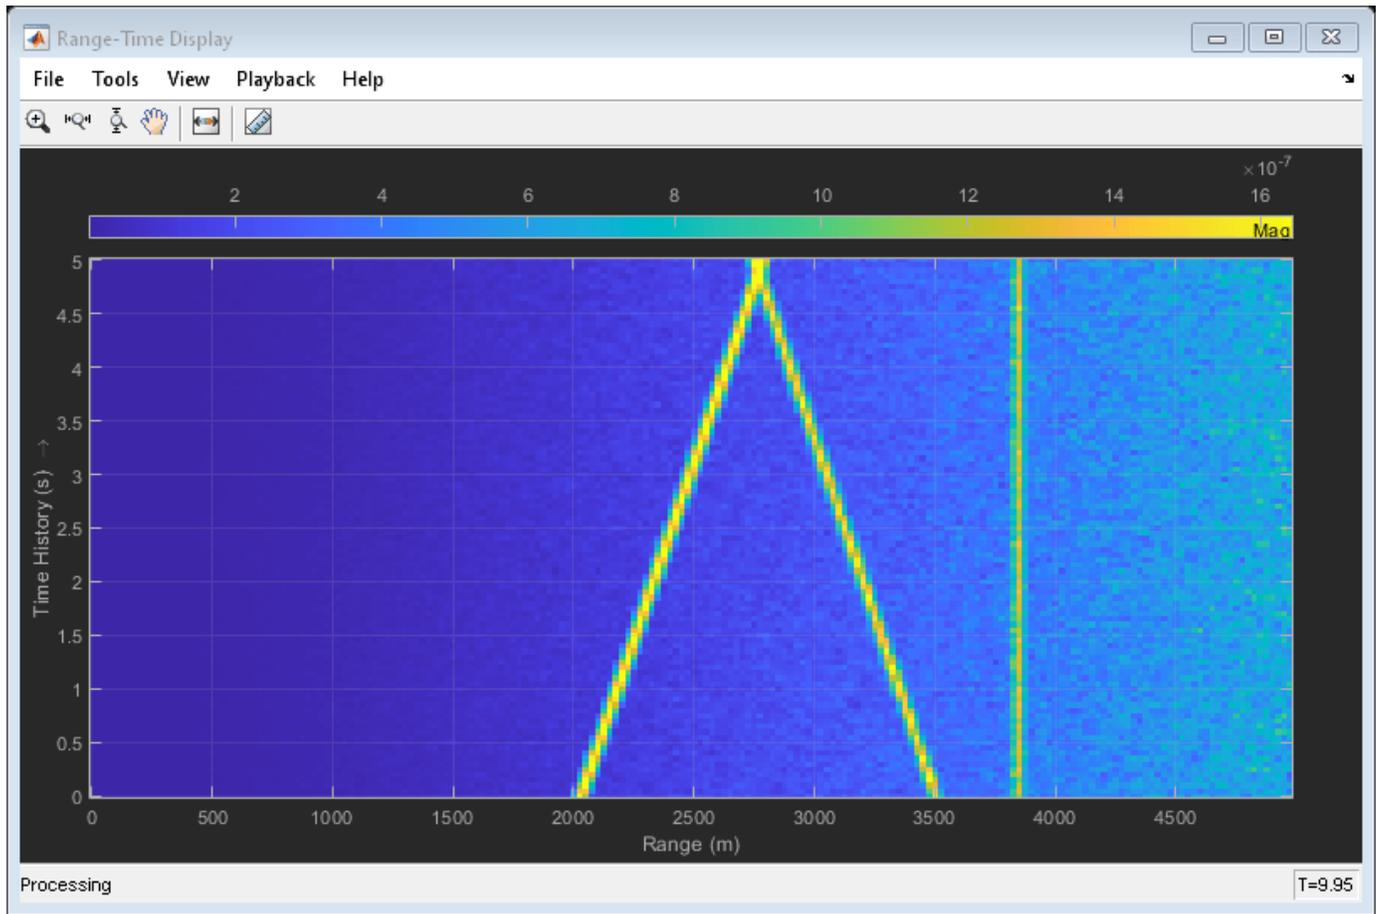 Range-Time Display
File Tools View Playback Help
×10-7
2 4 6 8 10 12 14 16
Mag
5
4.5
4
3.5
3
2.5
2
1.5
1
0.5
0
Time History (s) →
0 500 1000 1500 2000 2500 3000 3500 4000 4500
Range (m)
Processing T=9.95